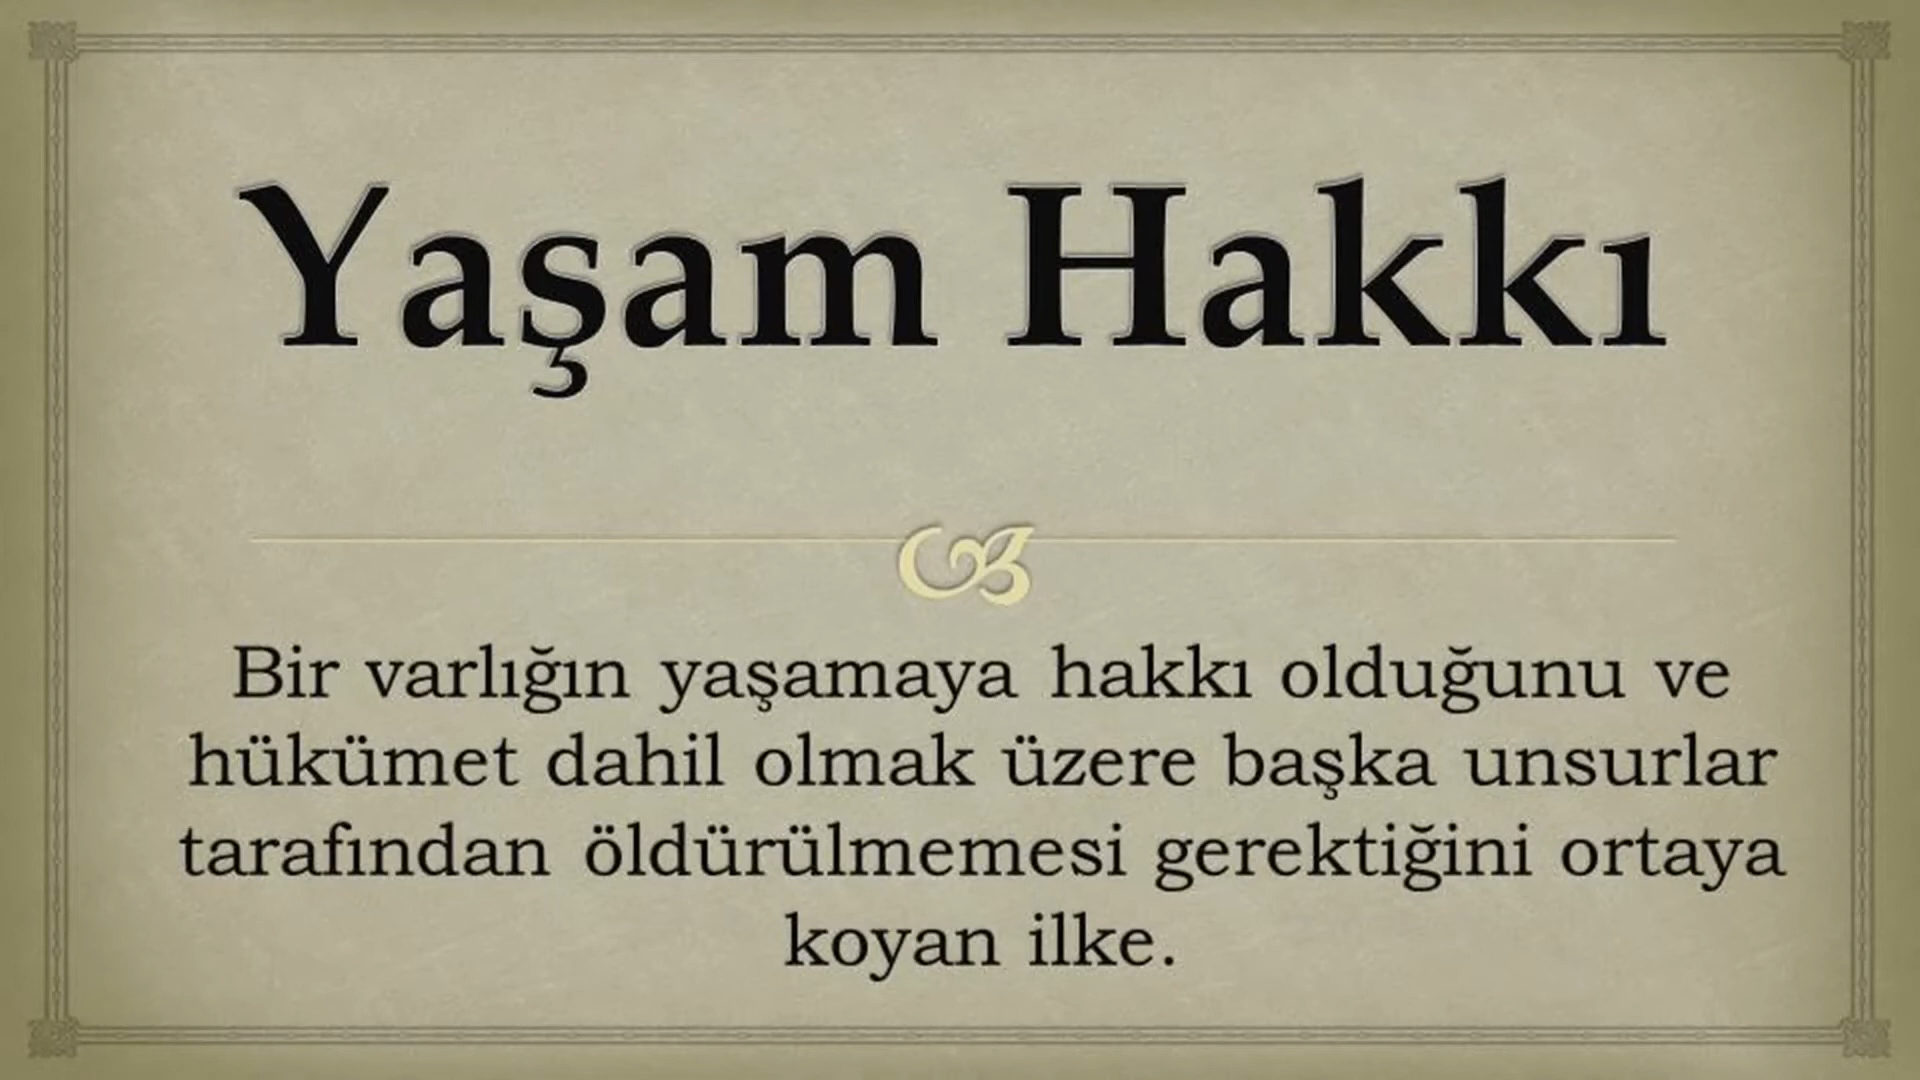 Yaşam Hakkı
Bir varlığın yaşamaya hakkı olduğunu ve
hükümet dahil olmak üzere başka unsurlar
tarafından öldürülmemesi gerektiğini ortaya
koyan ilke.